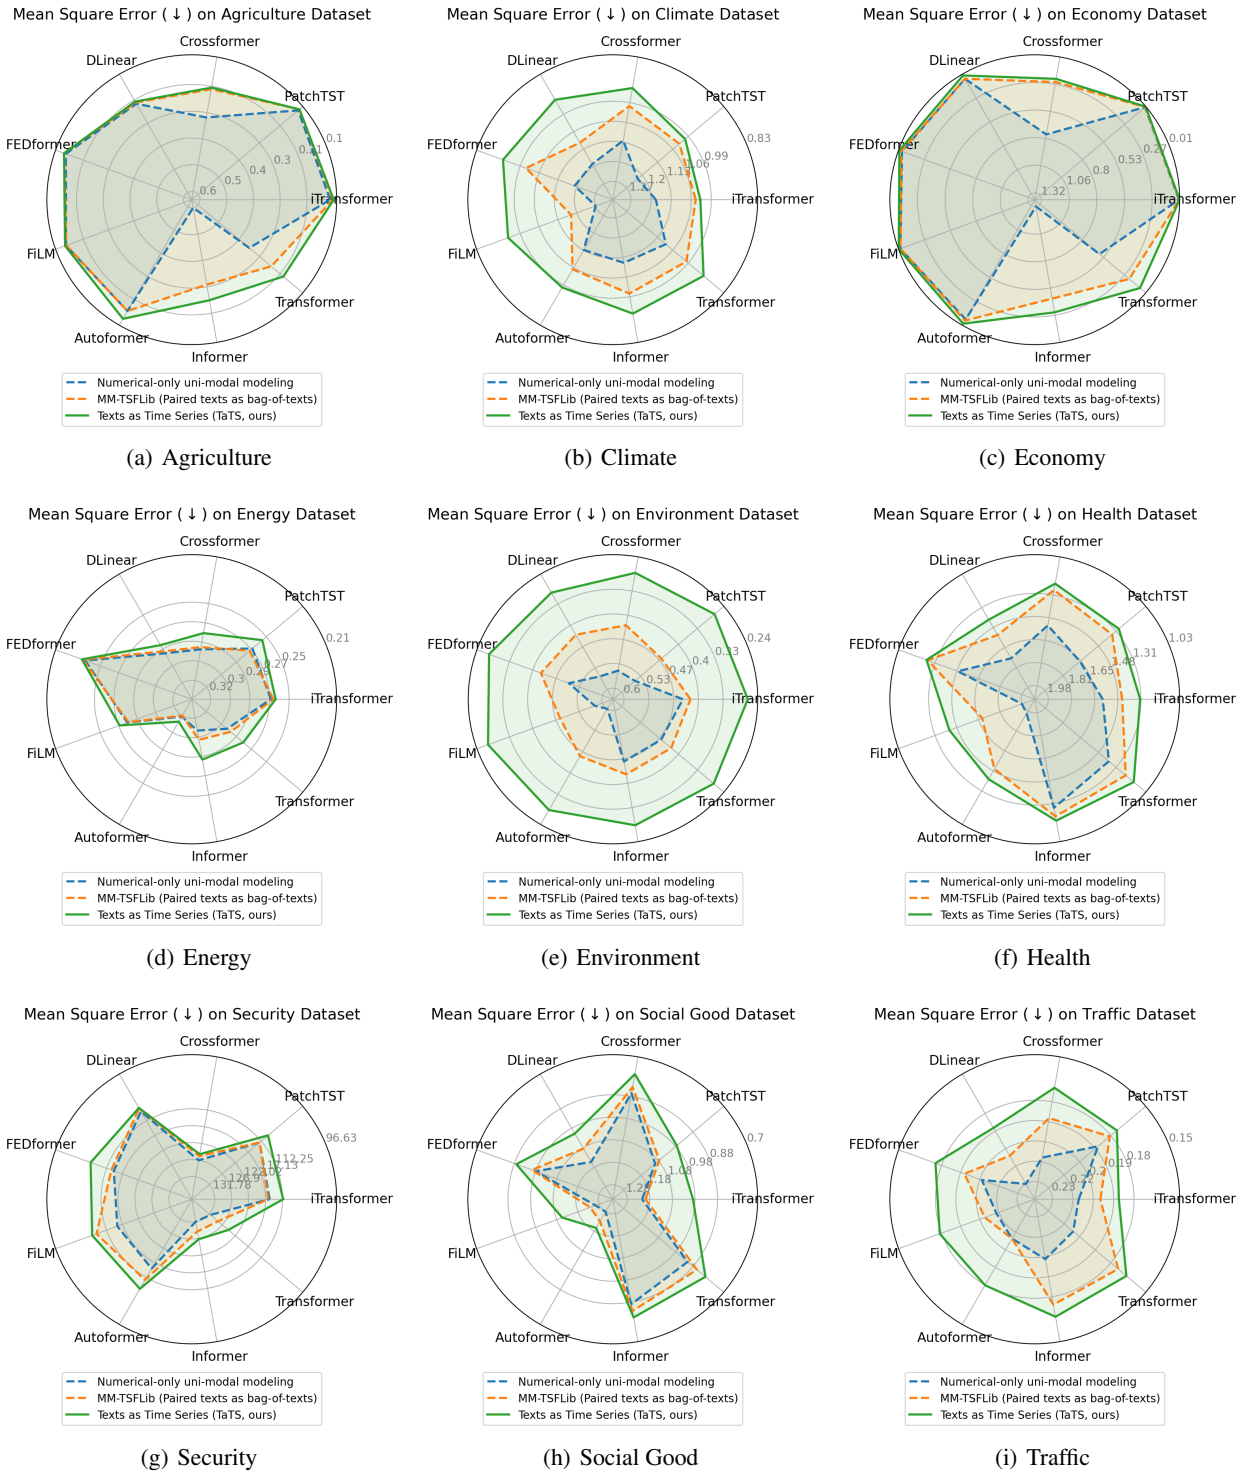 Mean Square Error (↓) on Agriculture Dataset
Crossformer
DLinear
PatchTST
FEDformer
iTransformer
FiLM
Transformer
Autoformer
Informer
0.1
0.3
0.4
0.5
0.6
Numerical-only uni-modal modeling
MM-TSFLib (Paired texts as bag-of-texts)
Texts as Time Series (TaTS, ours)
(a) Agriculture
Mean Square Error (↓) on Climate Dataset
Crossformer
DLinear
PatchTST
FEDformer
iTransformer
FiLM
Transformer
Autoformer
Informer
0.83
0.99
1.06
1.2
1.27
Numerical-only uni-modal modeling
MM-TSFLib (Paired texts as bag-of-texts)
Texts as Time Series (TaTS, ours)
(b) Climate
Mean Square Error (↓) on Economy Dataset
Crossformer
DLinear
PatchTST
FEDformer
iTransformer
FiLM
Transformer
Autoformer
Informer
0.01
0.27
0.53
0.8
1.06
1.32
Numerical-only uni-modal modeling
MM-TSFLib (Paired texts as bag-of-texts)
Texts as Time Series (TaTS, ours)
(c) Economy
Mean Square Error (↓) on Energy Dataset
Crossformer
DLinear
PatchTST
FEDformer
iTransformer
FiLM
Transformer
Autoformer
Informer
0.21
0.25
0.27
0.29
0.3
0.32
Numerical-only uni-modal modeling
MM-TSFLib (Paired texts as bag-of-texts)
Texts as Time Series (TaTS, ours)
(d) Energy
Mean Square Error (↓) on Environment Dataset
Crossformer
DLinear
PatchTST
FEDformer
iTransformer
FiLM
Transformer
Autoformer
Informer
0.24
0.33
0.4
0.47
0.53
0.6
Numerical-only uni-modal modeling
MM-TSFLib (Paired texts as bag-of-texts)
Texts as Time Series (TaTS, ours)
(e) Environment
Mean Square Error (↓) on Health Dataset
Crossformer
DLinear
PatchTST
FEDformer
iTransformer
FiLM
Transformer
Autoformer
Informer
1.03
1.31
1.48
1.65
1.81
1.98
Numerical-only uni-modal modeling
MM-TSFLib (Paired texts as bag-of-texts)
Texts as Time Series (TaTS, ours)
(f) Health
Mean Square Error (↓) on Security Dataset
Crossformer
DLinear
PatchTST
FEDformer
iTransformer
FiLM
Transformer
Autoformer
Informer
96.63
112.25
126.9
131.78
Numerical-only uni-modal modeling
MM-TSFLib (Paired texts as bag-of-texts)
Texts as Time Series (TaTS, ours)
(g) Security
Mean Square Error (↓) on Social Good Dataset
Crossformer
DLinear
PatchTST
FEDformer
iTransformer
FiLM
Transformer
Autoformer
Informer
0.7
0.88
0.98
1.08
Numerical-only uni-modal modeling
MM-TSFLib (Paired texts as bag-of-texts)
Texts as Time Series (TaTS, ours)
(h) Social Good
Mean Square Error (↓) on Traffic Dataset
Crossformer
DLinear
PatchTST
FEDformer
iTransformer
FiLM
Transformer
Autoformer
Informer
0.15
0.18
0.19
0.2
0.22
0.23
Numerical-only uni-modal modeling
MM-TSFLib (Paired texts as bag-of-texts)
Texts as Time Series (TaTS, ours)
(i) Traffic